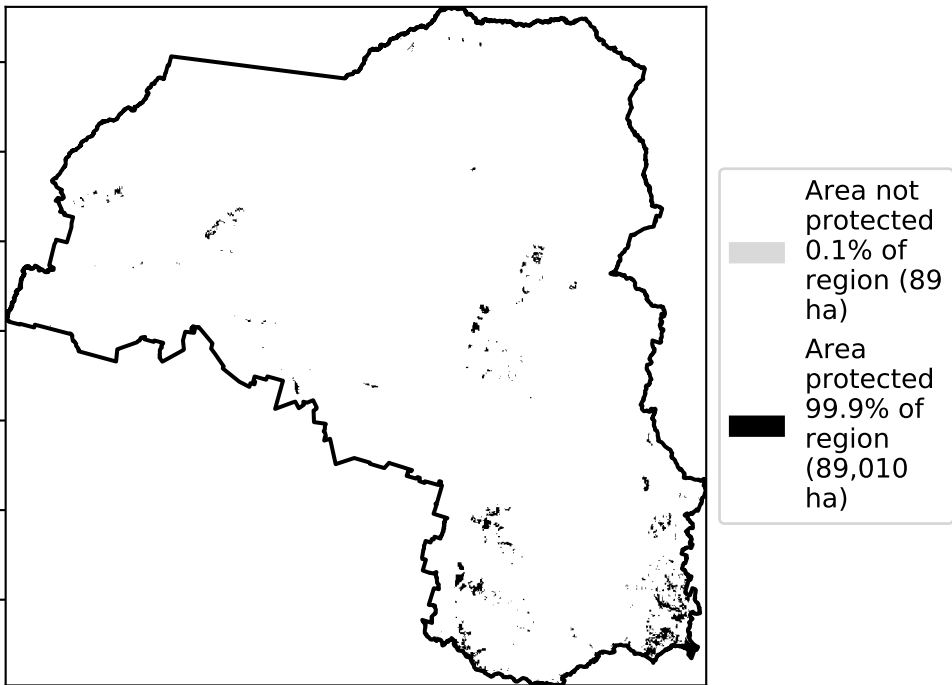 Area not
protected
0.1% of
region (89
ha)
Area
protected
99.9% of
region
(89,010
ha)